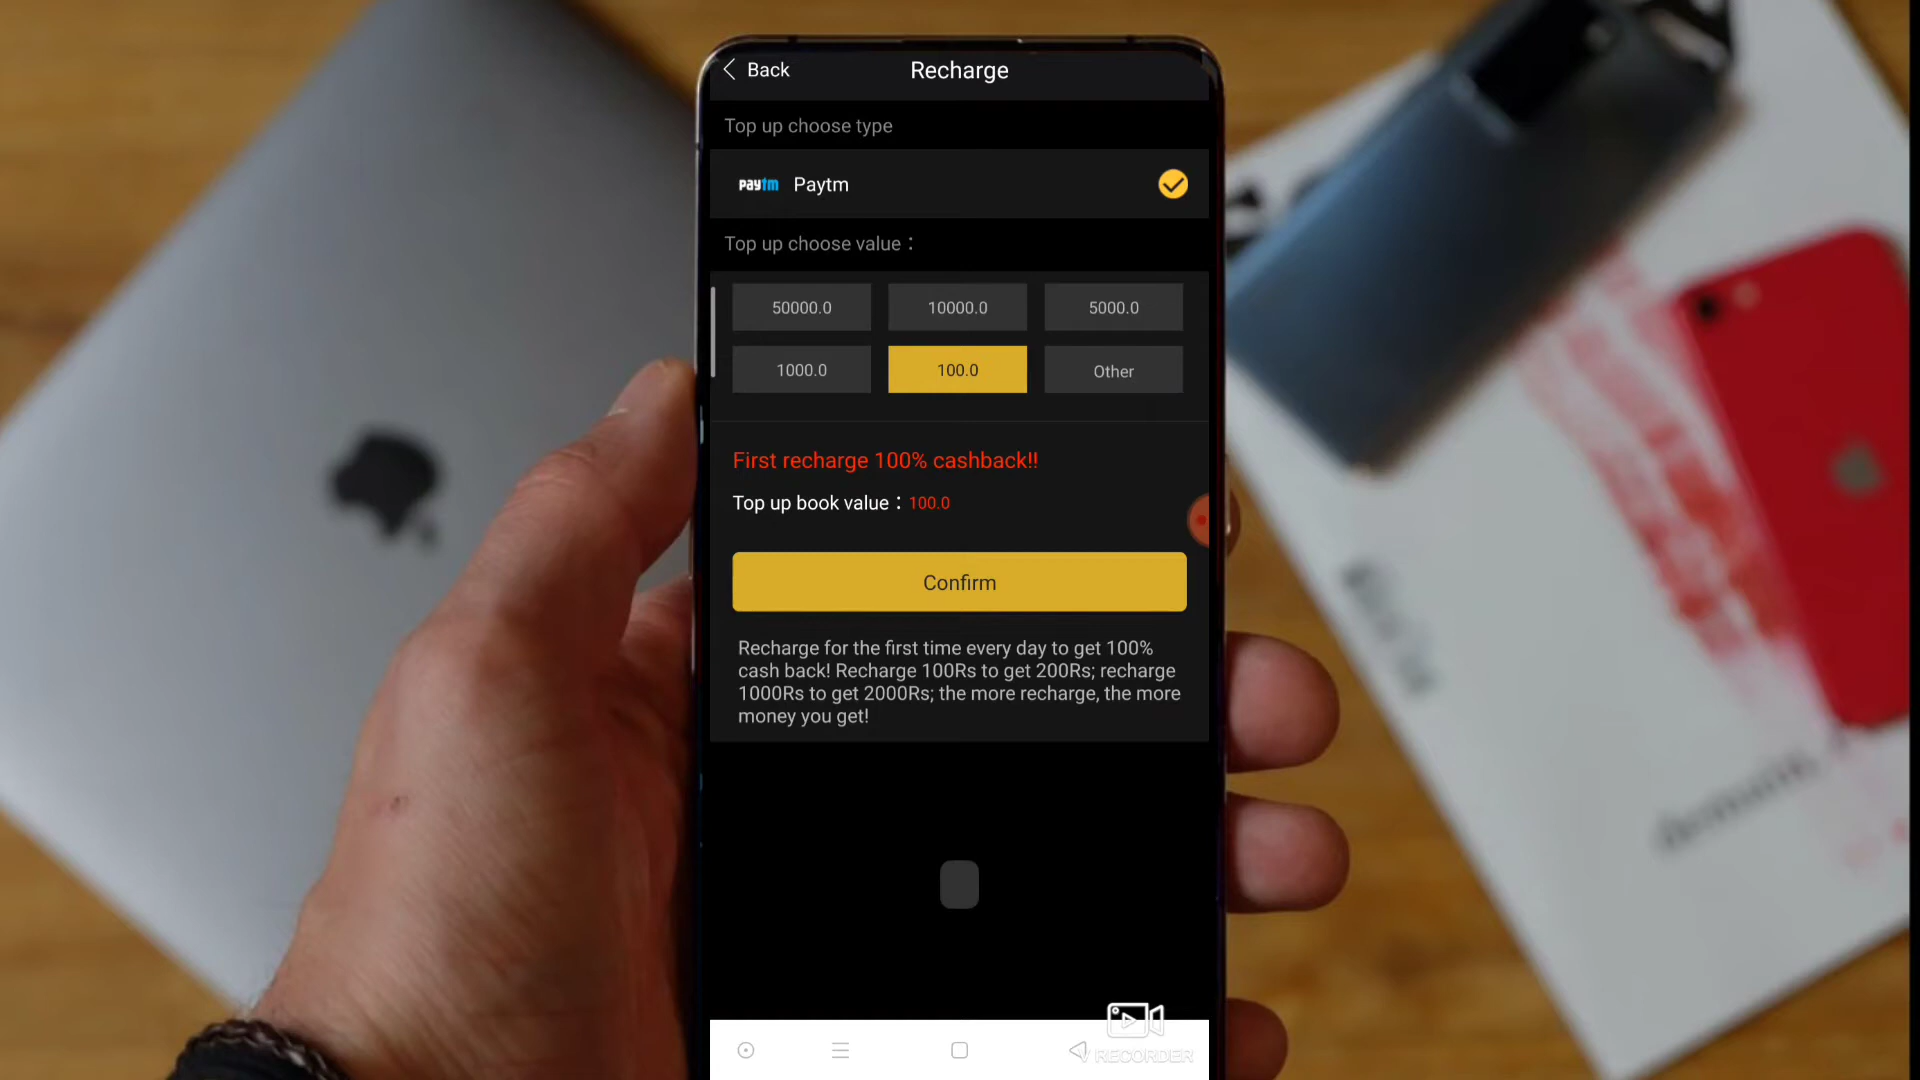 Back
Recharge
Top up choose type
paytm Paytm
Top up choose value：
50000.0 10000.0 5000.0
1000.0 100.0 Other
First recharge 100% cashback!!
Top up book value：100.0
Confirm
Recharge for the first time every day to get 100%
cash back! Recharge 100Rs to get 200Rs; recharge
1000Rs to get 2000Rs; the more recharge, the more
money you get!
V RECORDER